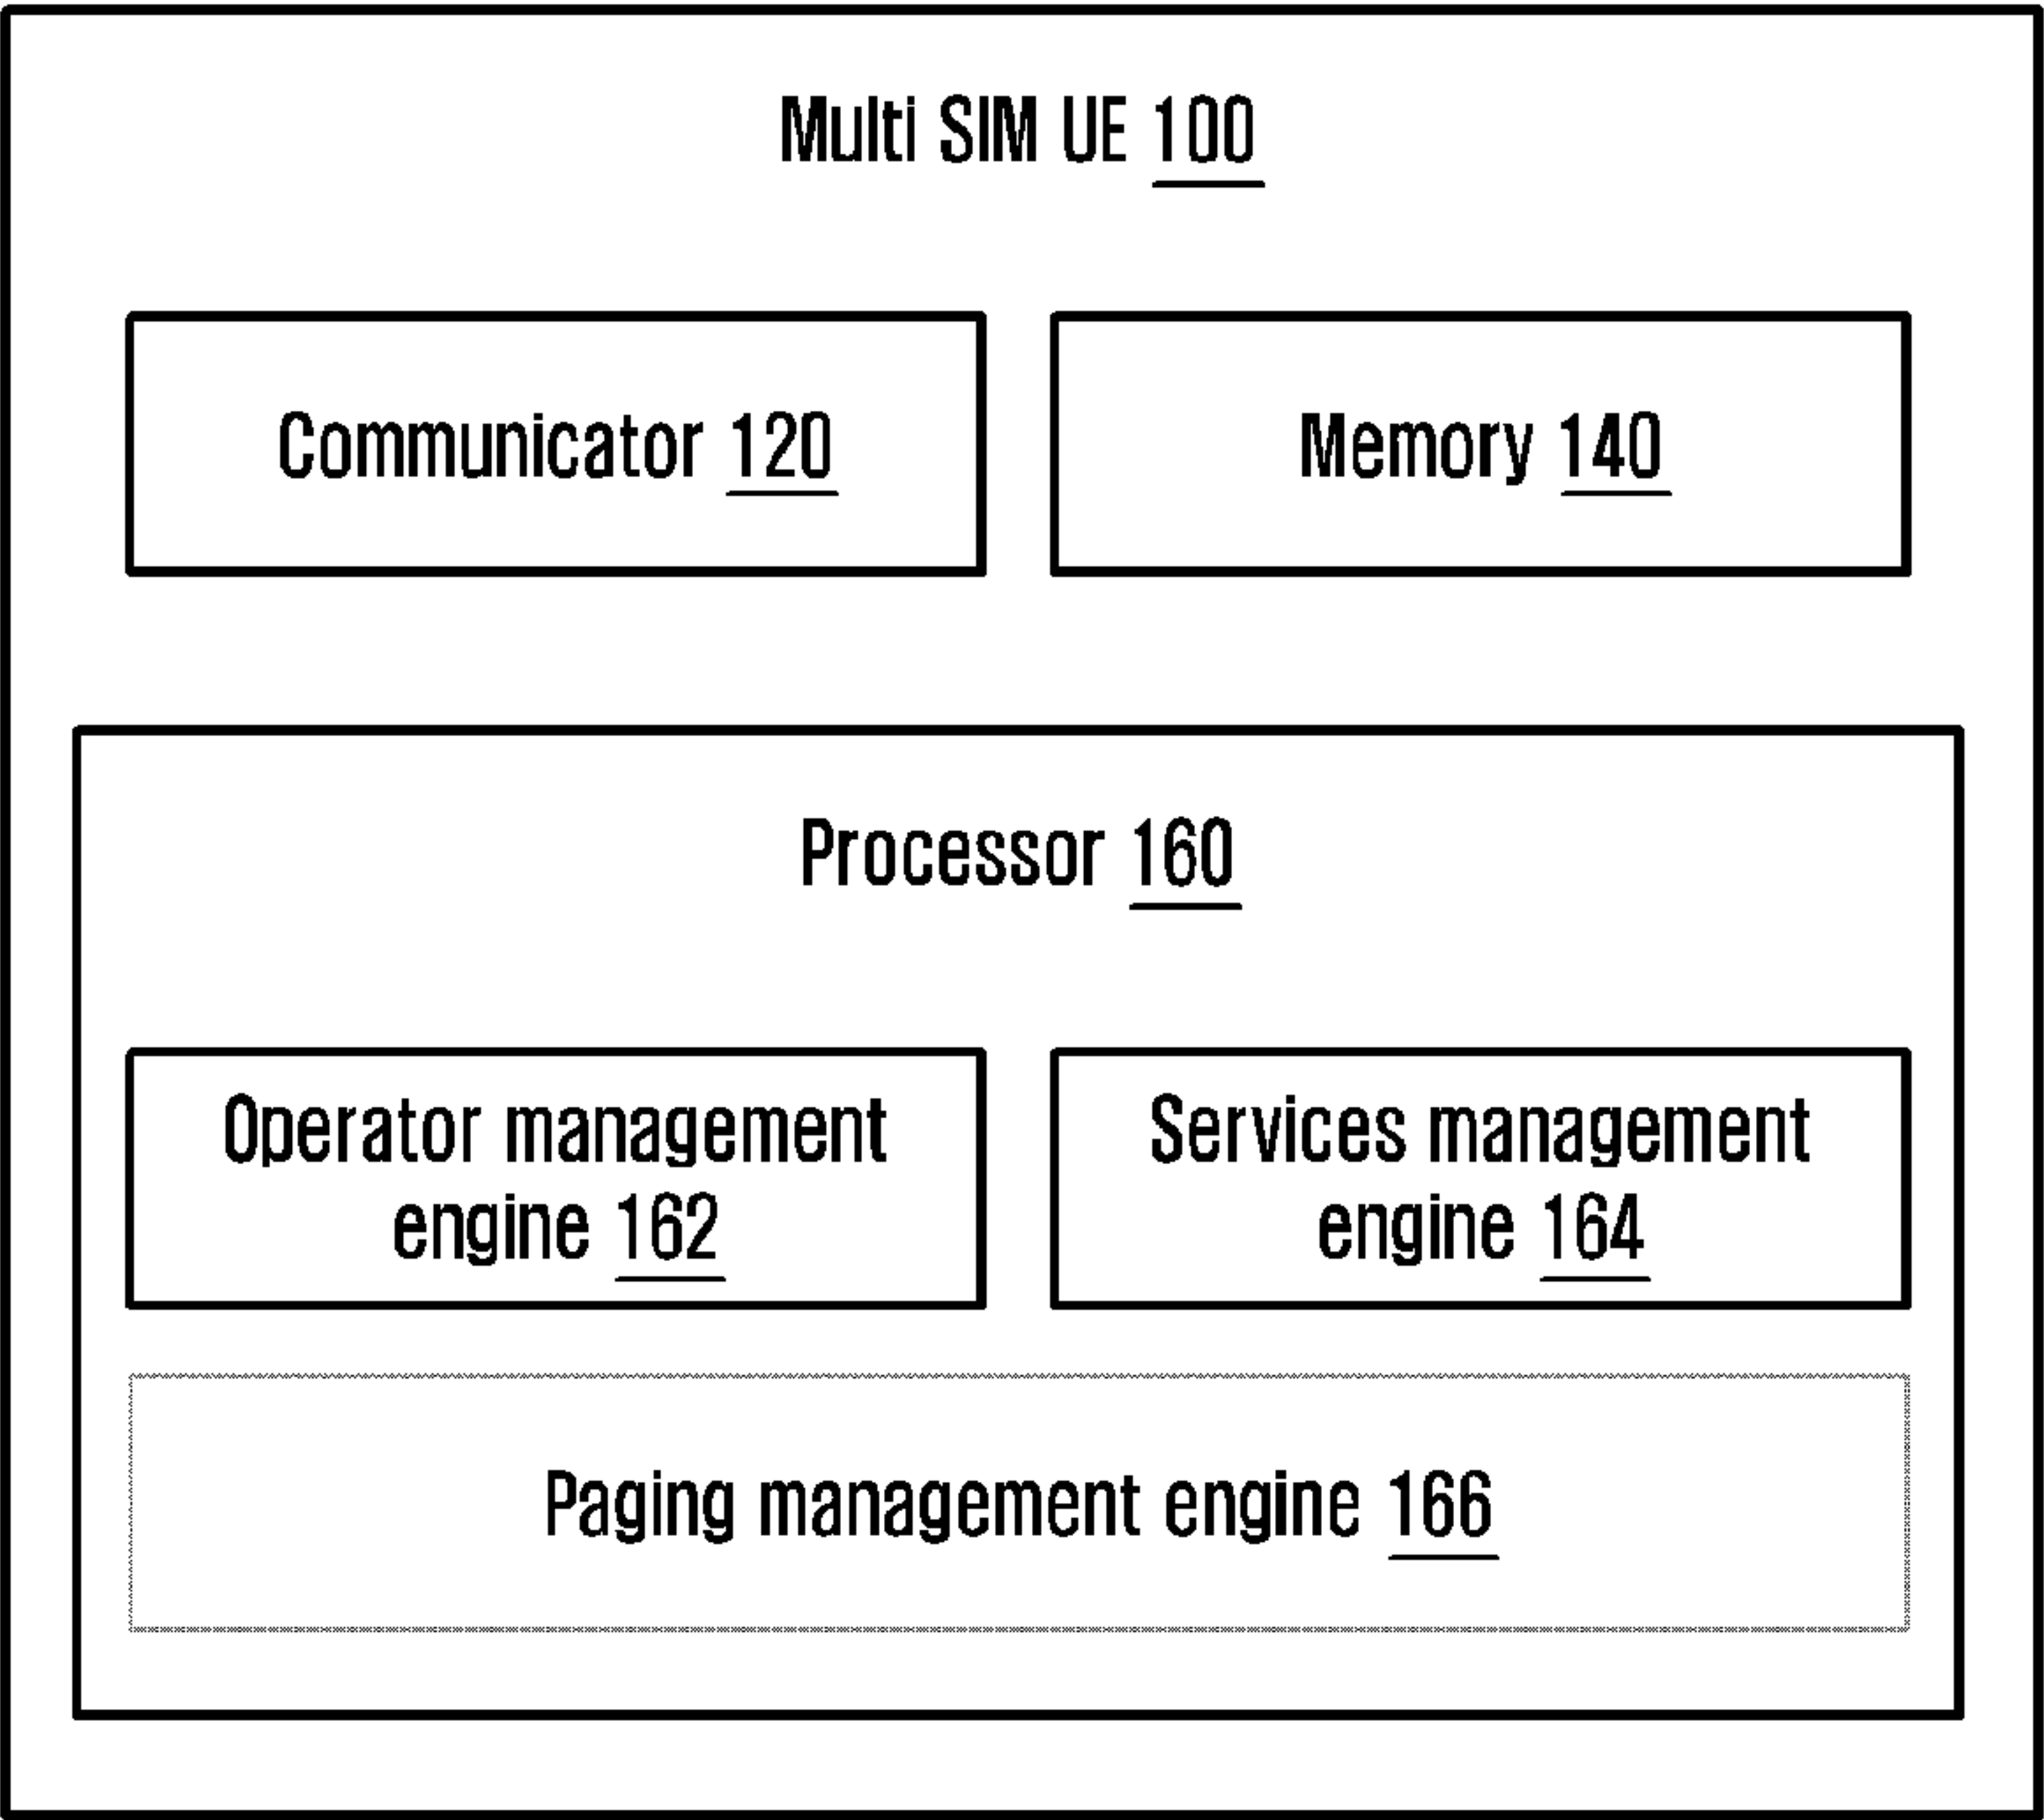 Multi SIM UE 100
Communicator 120
Memory 140
Processor 160
Operator management
engine 162
Services management
engine 164
Paging management engine 166